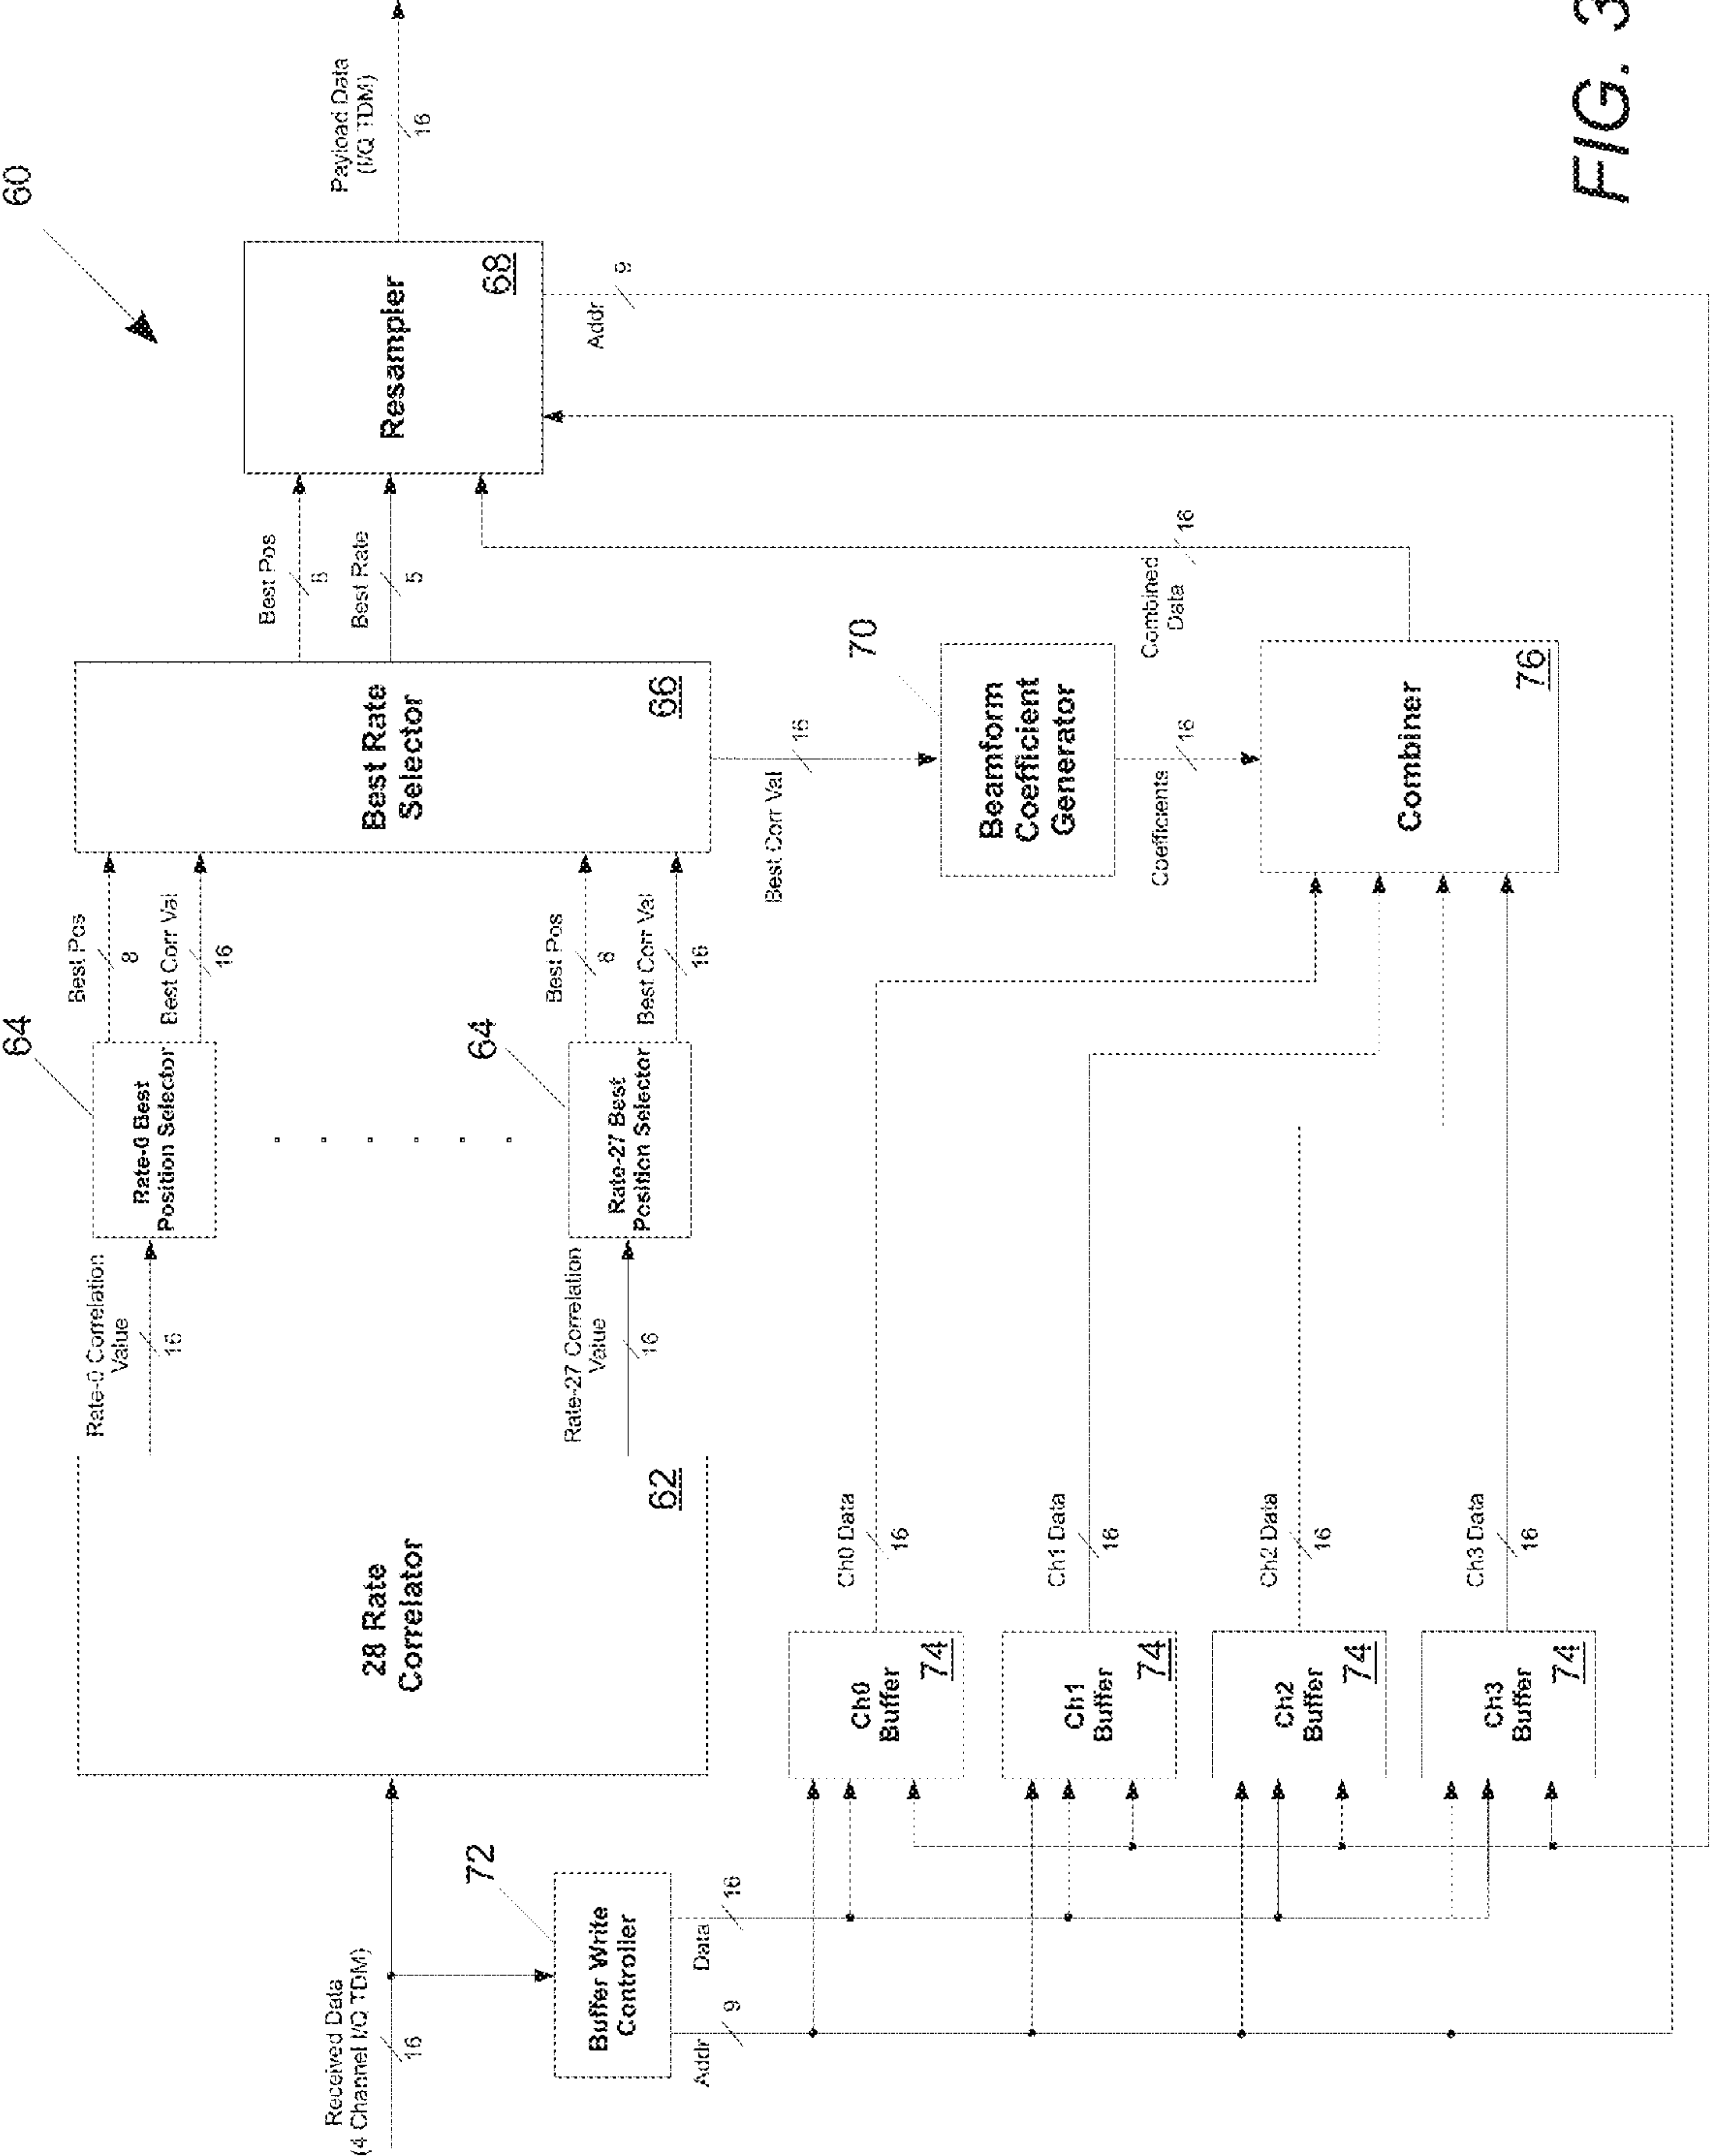 60
Received Data
(4 Channel I/Q TDM)
16
28 Rate
Correlator
62
Rate-0 Correlation
Value
16
64
Rate-0 Best
Position Selector
Best Pos
8
Best Corr Val
16
Rate-27 Correlation
Value
16
64
Rate-27 Best
Position Selector
Best Pos
8
Best Corr Val
16
Best Rate
Selector
66
Best Pos
8
Best Rate
5
Resampler
68
Payload Data
(I/Q TDM)
16
Addr
9
72
Buffer Write
Controller
Addr
9
Data
16
Best Corr Val
16
70
Beamform
Coefficient
Generator
Coefficients
16
Combined
Data
16
Combiner
76
Ch0
Buffer
74
Ch0 Data
16
Ch1
Buffer
74
Ch1 Data
16
Ch2
Buffer
74
Ch2 Data
16
Ch3
Buffer
74
Ch3 Data
16
FIG. 3